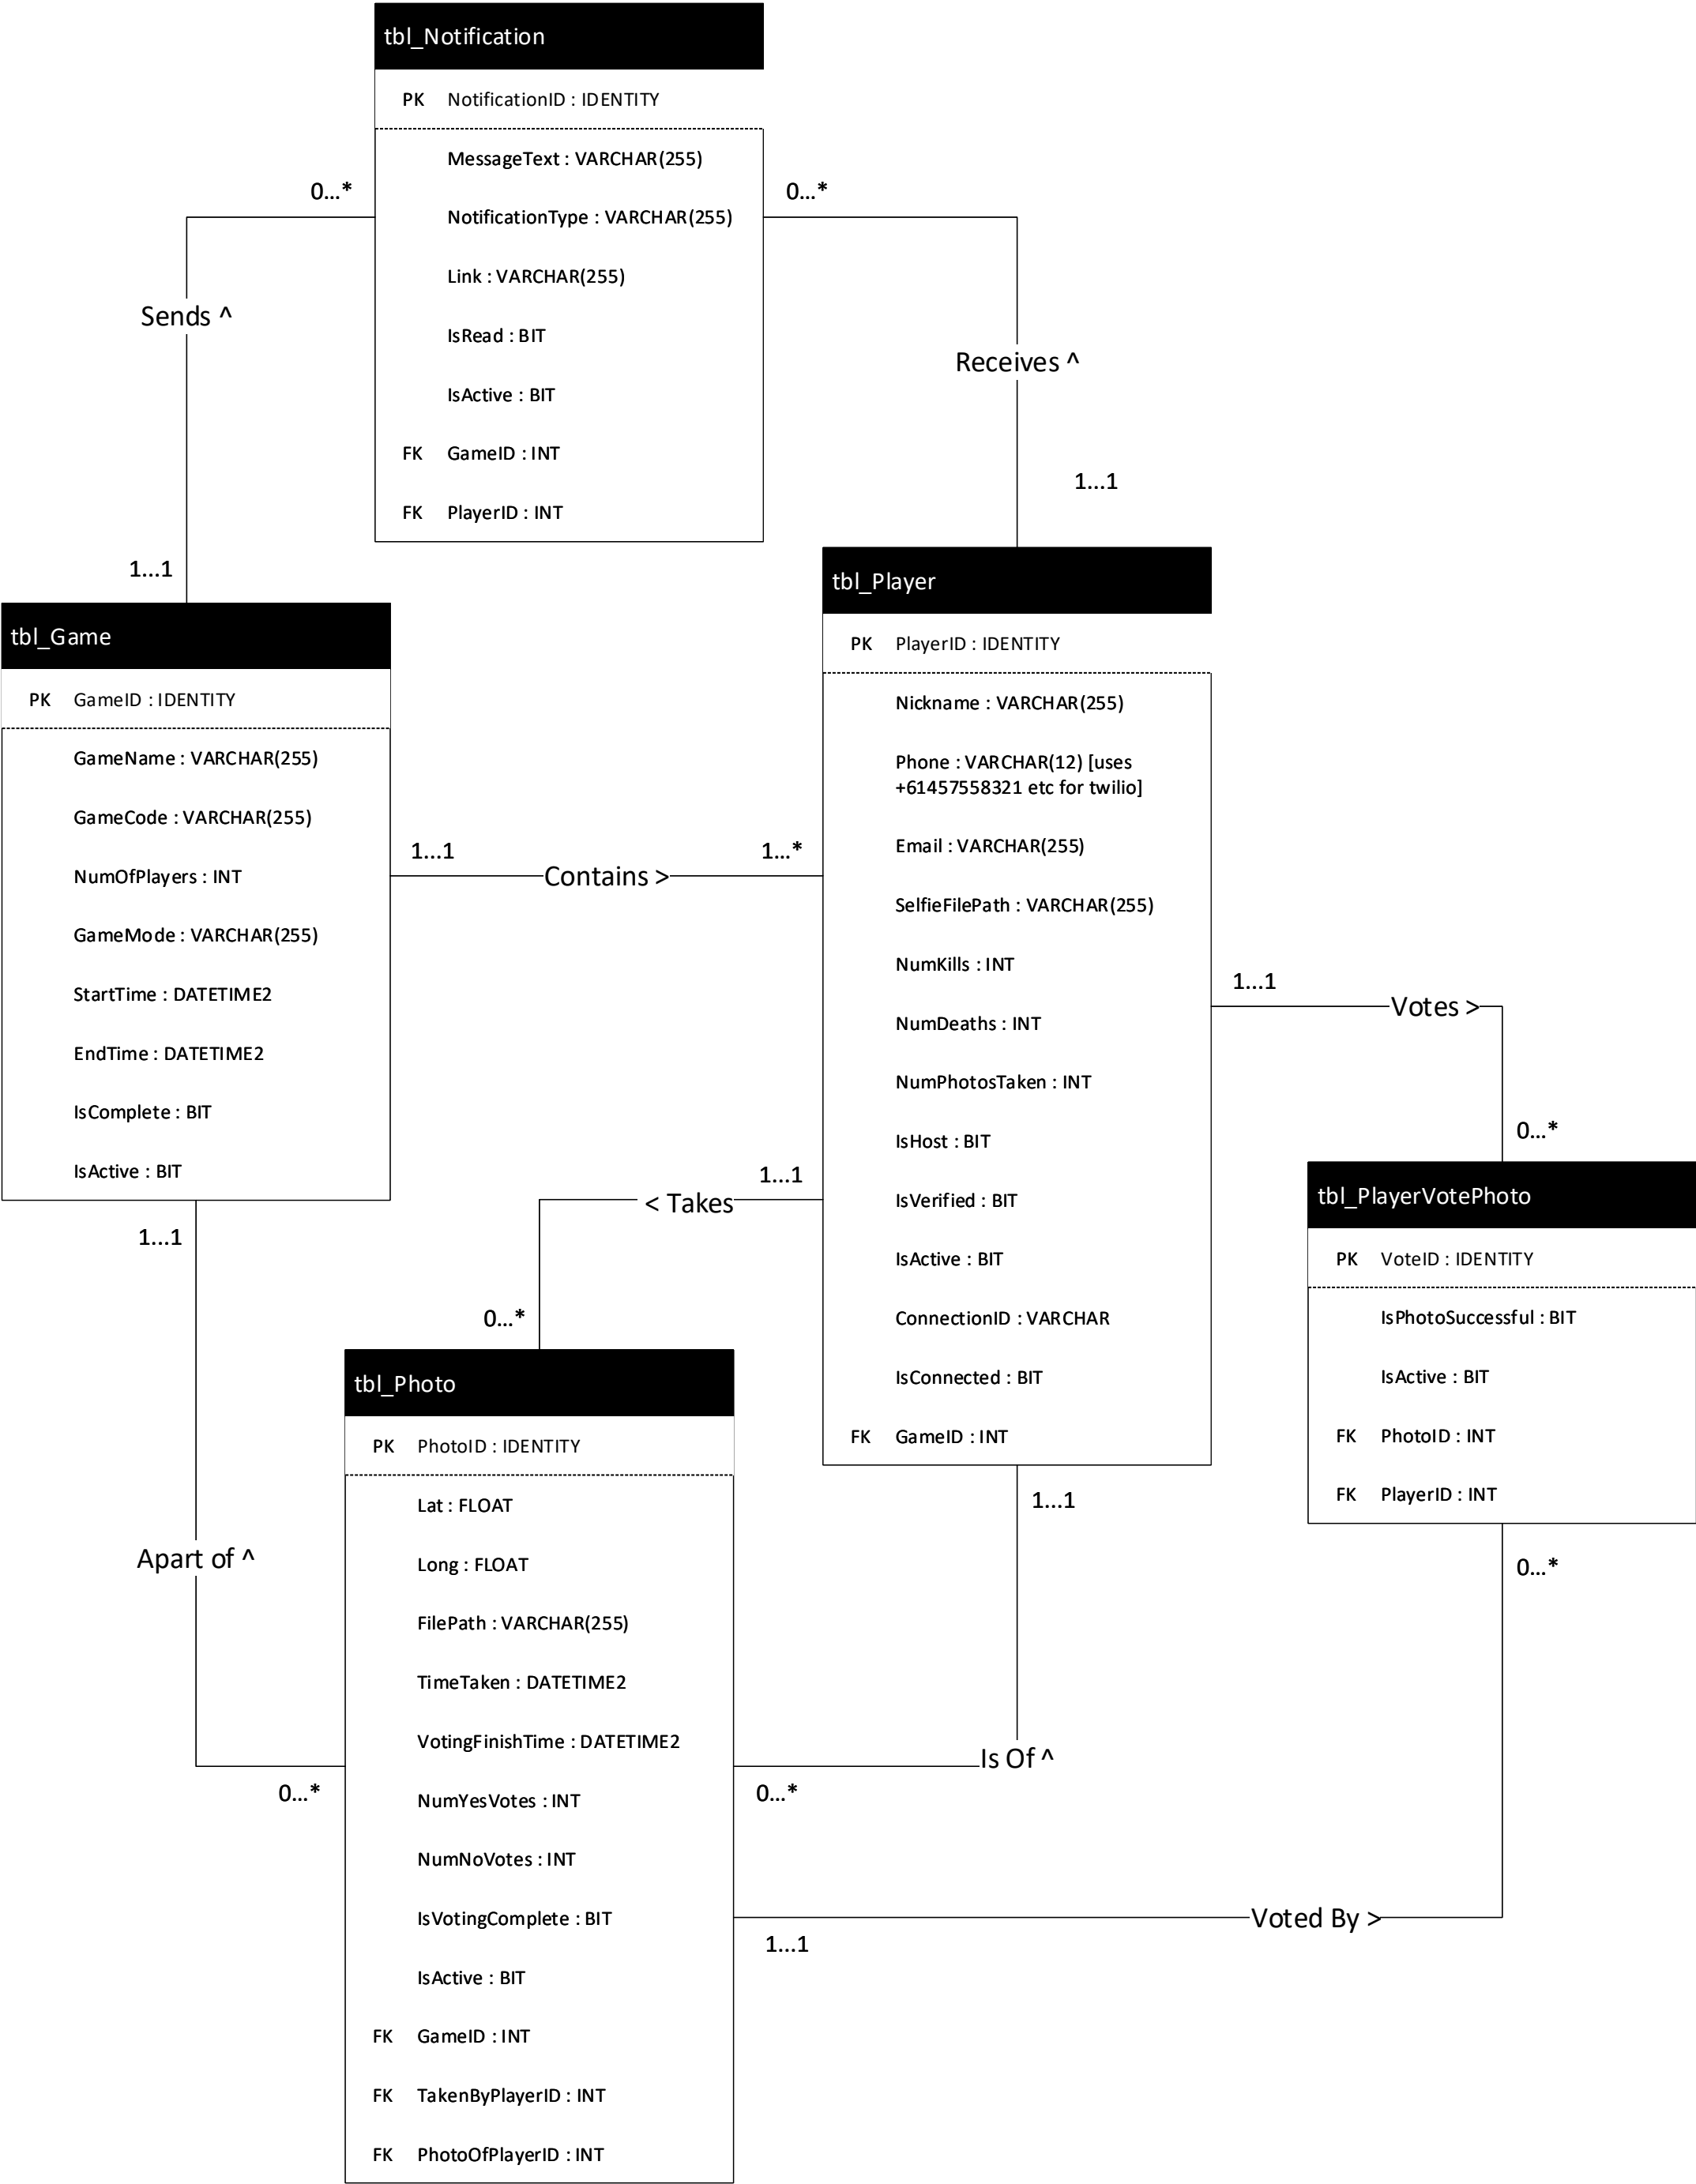 tbl_Notification
PK NotificationID : IDENTITY
MessageText : VARCHAR(255)
NotificationType : VARCHAR(255)
Link : VARCHAR(255)
IsRead : BIT
IsActive : BIT
FK GameID : INT
FK PlayerID : INT
0...*
0...*
Sends ^
Receives ^
1...1
1...1
tbl_Game
PK GameID : IDENTITY
GameName : VARCHAR(255)
GameCode : VARCHAR(255)
NumOfPlayers : INT
GameMode : VARCHAR(255)
StartTime : DATETIME2
EndTime : DATETIME2
IsComplete : BIT
IsActive : BIT
1...1
Contains >
1...*
tbl_Player
PK PlayerID : IDENTITY
Nickname : VARCHAR(255)
Phone : VARCHAR(12) [uses
+61457558321 etc for twilio]
Email : VARCHAR(255)
SelfieFilePath : VARCHAR(255)
NumKills : INT
NumDeaths : INT
NumPhotosTaken : INT
IsHost : BIT
IsVerified : BIT
IsActive : BIT
ConnectionID : VARCHAR
IsConnected : BIT
FK GameID : INT
1...1
Votes >
0...*
tbl_PlayerVotePhoto
PK VoteID : IDENTITY
IsPhotoSuccessful : BIT
IsActive : BIT
FK PhotoID : INT
FK PlayerID : INT
0...*
1...1
< Takes
0...*
1...1
Apart of ^
0...*
tbl_Photo
PK PhotoID : IDENTITY
Lat : FLOAT
Long : FLOAT
FilePath : VARCHAR(255)
TimeTaken : DATETIME2
VotingFinishTime : DATETIME2
NumYesVotes : INT
NumNoVotes : INT
IsVotingComplete : BIT
IsActive : BIT
FK GameID : INT
FK TakenByPlayerID : INT
FK PhotoOfPlayerID : INT
1...1
Is Of ^
0...*
1...1
Voted By >